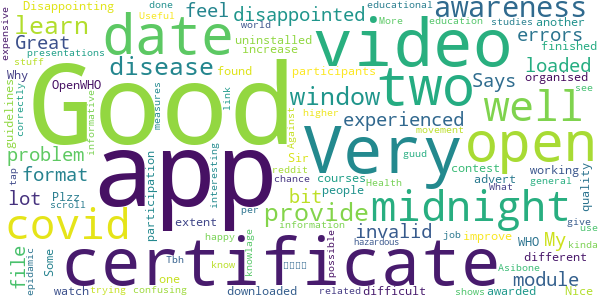 Disappointing
educational
done
More
education
studies
another
awareness
expensive
Useful
presentations
world
learn
date
feel
disappointed
video
errors
Great
stuff
uninstalled
increase
finished
Why
OpenWHO
disease
found
participants
two
Says
loaded
organised
guidelines
correctly
informative
Good
measures
link
window
experienced
well
see
problem
app
interesting
Against
higher
Very
movement
open
tap
format
Sir
guud
contest
working
Plzz
scroll
participation
reddit
chance
courses
Health
What
advert
general
quality
lot
extent
bit
people
midnight
covid
provide
information
invalid
job
improve
My
give
use
file
epidamic
Some
certificate
happy
per
knowlage
possible
hazardous
WHO
different
kinda
Tbh
know
one
Asibone
module
watch
trying
confusing
downloaded
related
difficult
shows
awarded
Nice